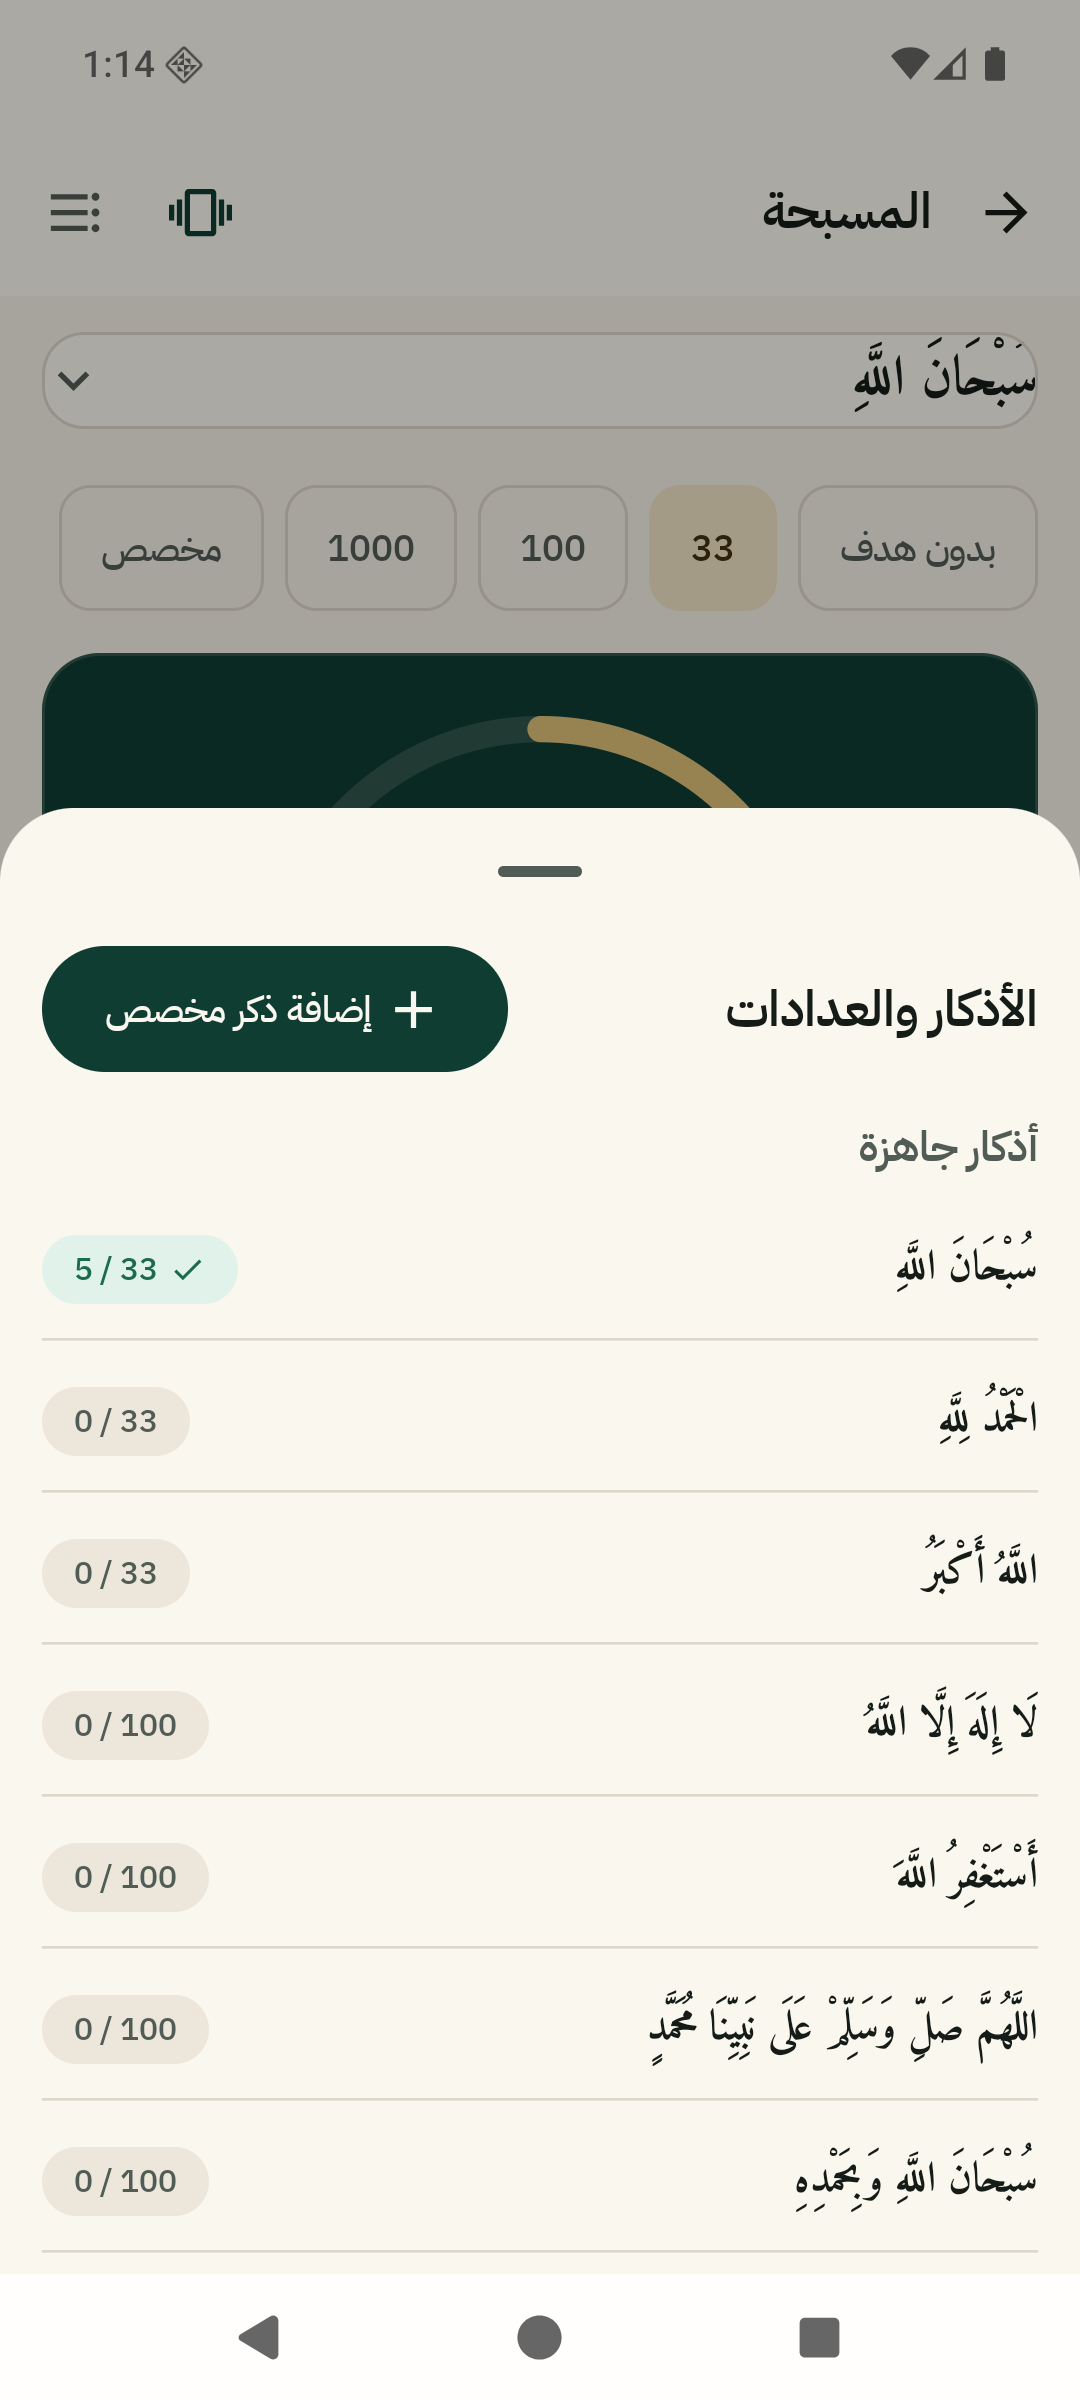 1:14
المسبحة
سُبْحَانَ اللَّهِ
بدون هدف 33 100 1000 مخصص
الأذكار والعدادات
إضافة ذكر مخصص
أذكار جاهزة
سُبْحَانَ اللَّهِ
5 / 33
الْحَمْدُ لِلَّهِ
0 / 33
اللَّهُ أَكْبَرُ
0 / 33
لَا إِلَهَ إِلَّا اللَّهُ
0 / 100
أَسْتَغْفِرُ اللَّهَ
0 / 100
اللَّهُمَّ صَلِّ وَسَلِّمْ عَلَى نَبِيِّنَا مُحَمَّدٍ
0 / 100
سُبْحَانَ اللَّهِ وَبِحَمْدِهِ
0 / 100